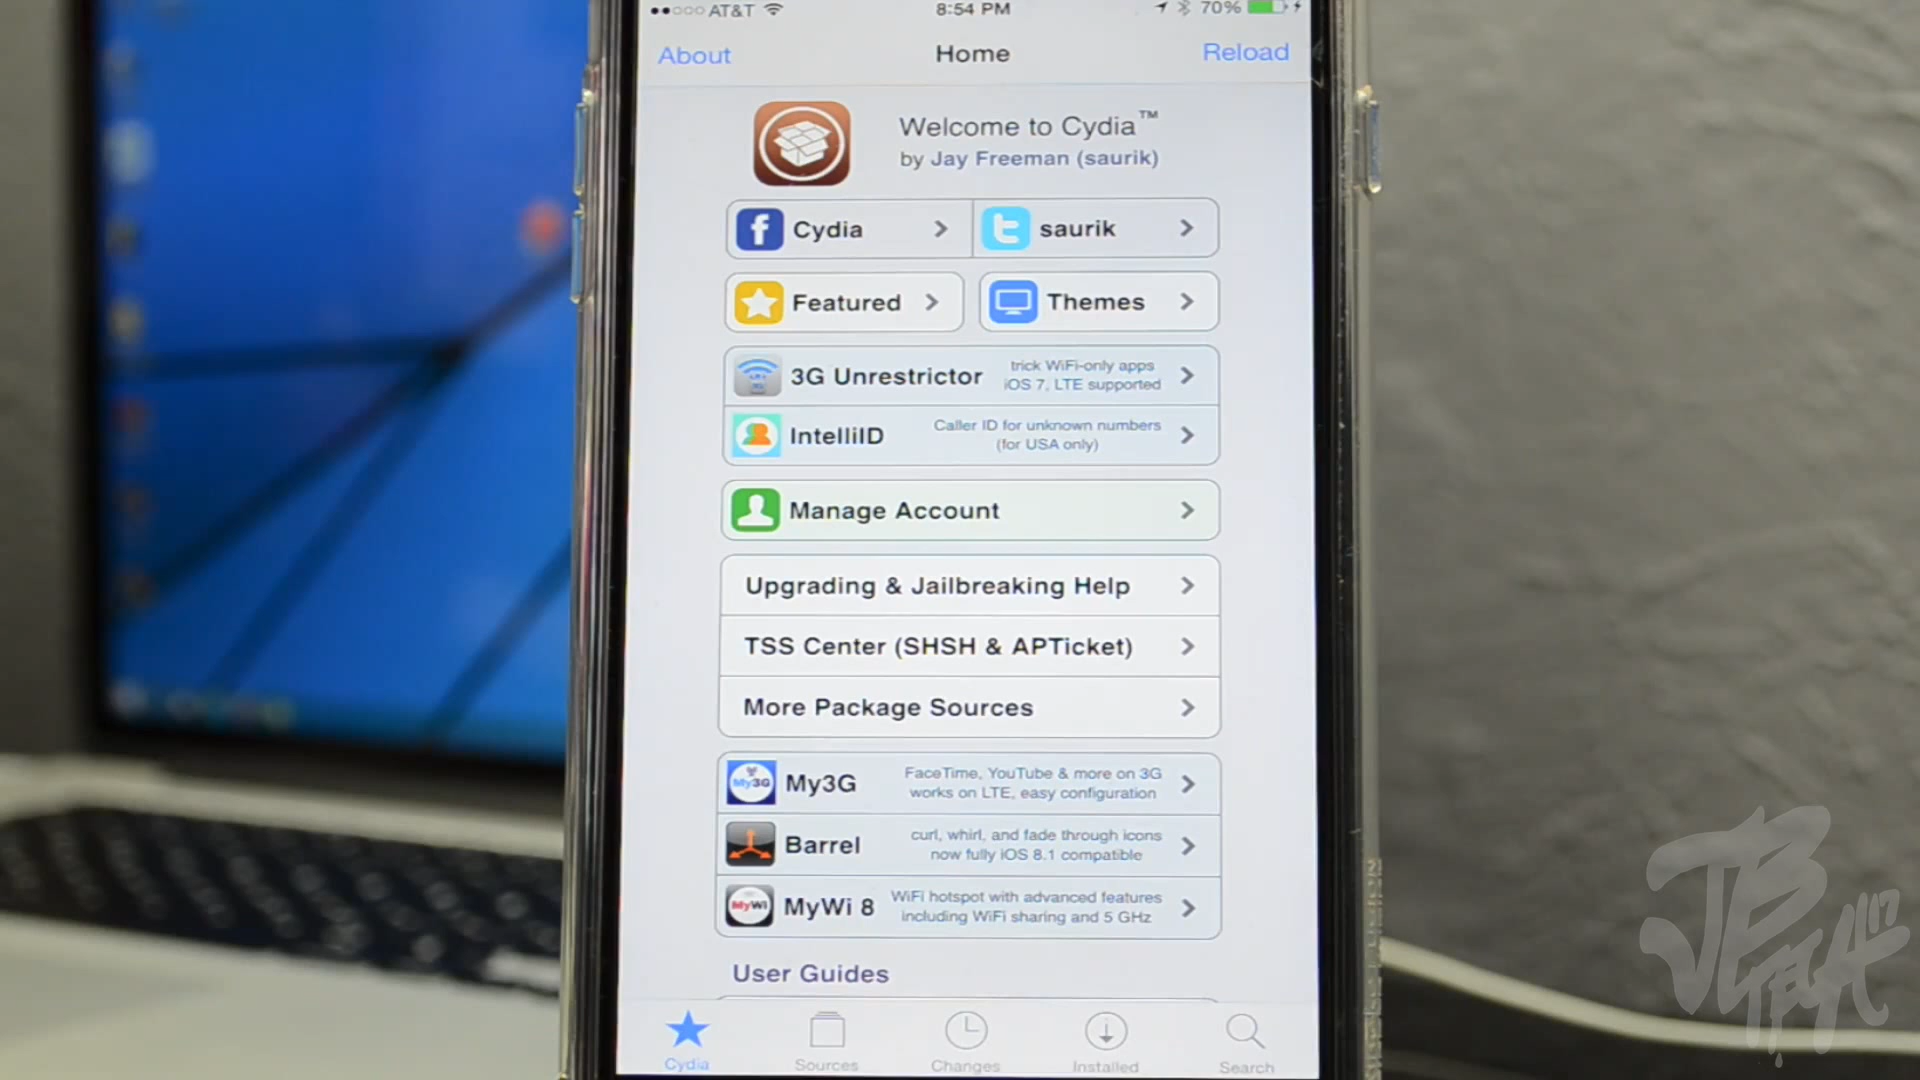 AT&T 8:54 PM 70%
About Home Reload
Welcome to Cydia™
by Jay Freeman (saurik)
Cydia saurik
Featured Themes
3G Unrestrictor trick WiFi-only apps
iOS 7, LTE supported
IntelliID Caller ID for unknown numbers
(for USA only)
Manage Account
Upgrading & Jailbreaking Help
TSS Center (SHSH & APTicket)
More Package Sources
My3G My3G FaceTime, YouTube & more on 3G
works on LTE, easy configuration
Barrel curl, whirl, and fade through icons
now fully iOS 8.1 compatible
MyWi MyWi 8 WiFi hotspot with advanced features
including WiFi sharing and 5 GHz
User Guides
Cydia Sources Changes Installed Search